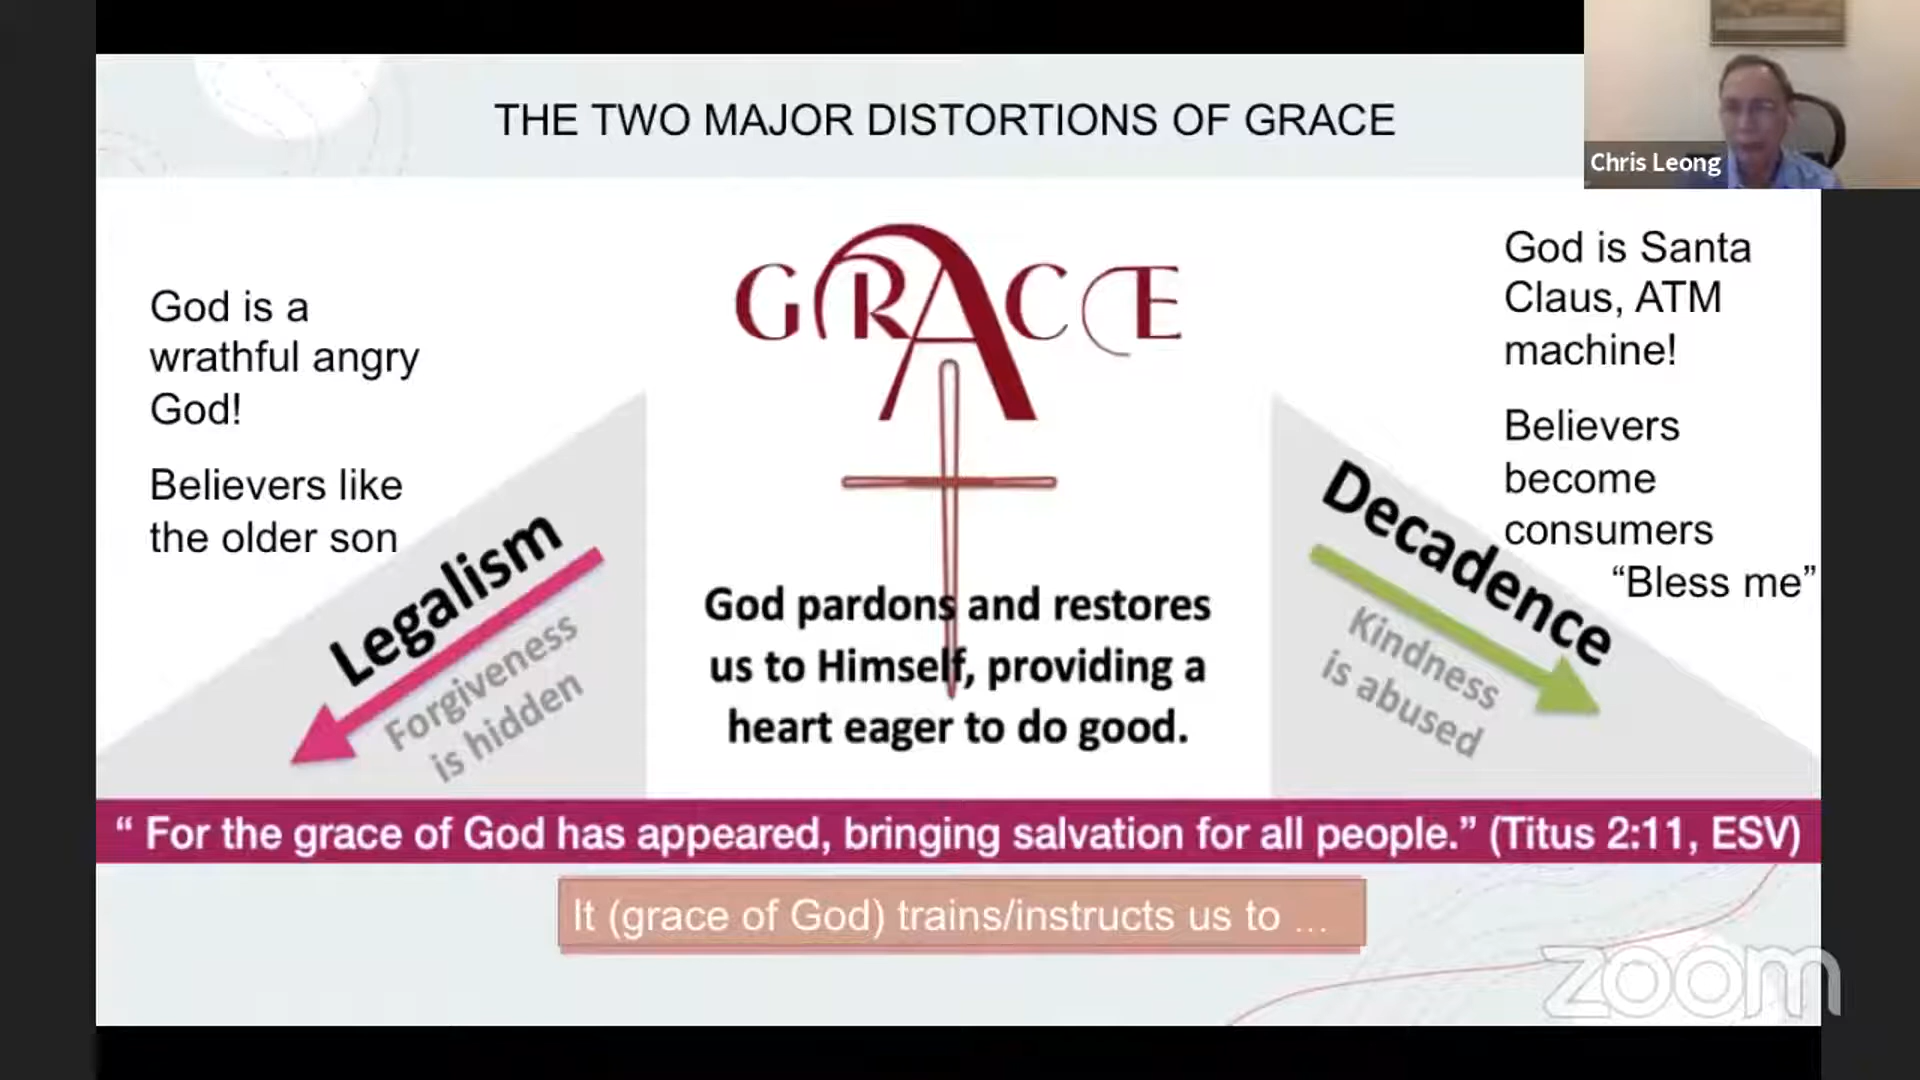 THE TWO MAJOR DISTORTIONS OF GRACE
Chris Leong
God is a
wrathful angry
God!
Believers like
the older son
Legalism
Forgiveness
is hidden
GRACE
God pardons and restores
us to Himself, providing a
heart eager to do good.
God is Santa
Claus, ATM
machine!
Believers
become
consumers
“Bless me”
Decadence
Kindness
is abused
“ For the grace of God has appeared, bringing salvation for all people.” (Titus 2:11, ESV)
It (grace of God) trains/instructs us to ...
zoom